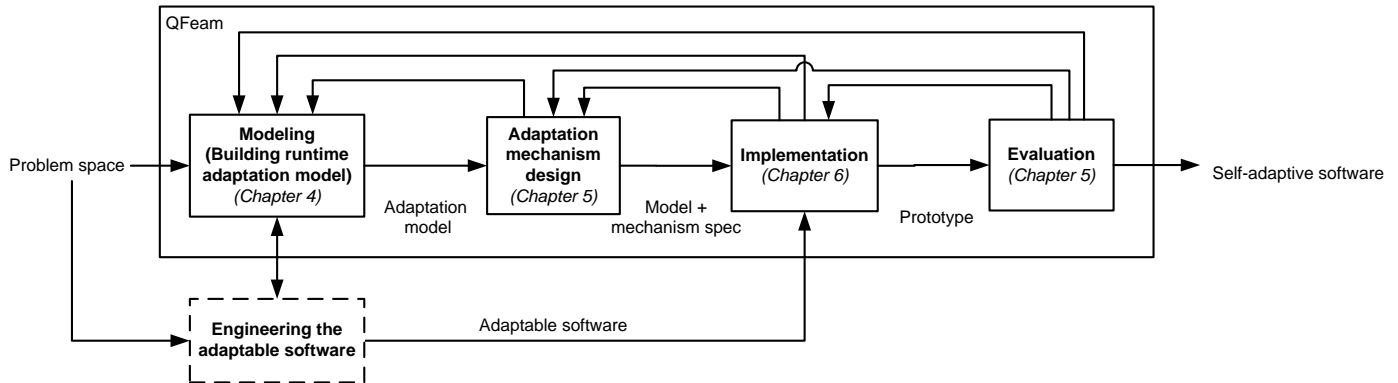 QFeam
Modeling
(Building runtime
adaptation model)
(Chapter 4)
Adaptation
mechanism
design
(Chapter 5)
Implementation
(Chapter 6)
Evaluation
(Chapter 5)
Problem space
Self-adaptive software
Adaptation
model
Model +
mechanism spec
Prototype
Engineering the
adaptable software
Adaptable software